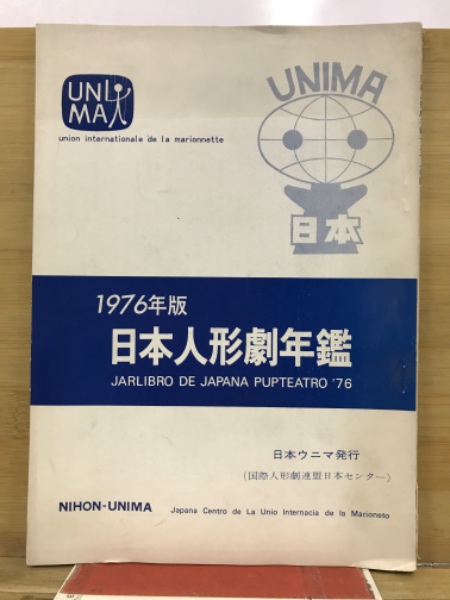 UNI
MA
union internationale de la marionnette
UNIMA
日本
1976年版
日本人形劇年鑑
JARLIBRO DE JAPANA PUPTEATRO '76
日本ウニマ発行
(国際人形劇連盟日本センター)
NIHON-UNIMA
Japana Centro de La Unio Internacia de la Marioneto